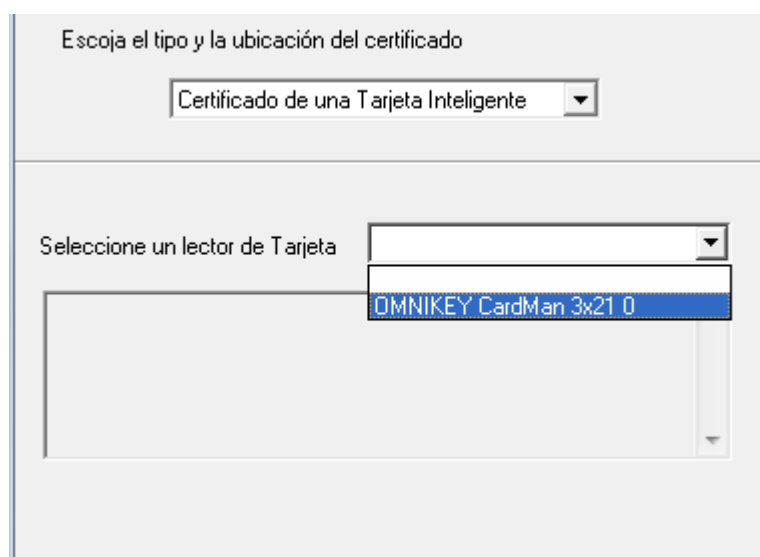 Escoja el tipo y la ubicación del certificado
Certificado de una Tarjeta Inteligente
Seleccione un lector de Tarjeta
OMNIKEY CardMan 3x21 0